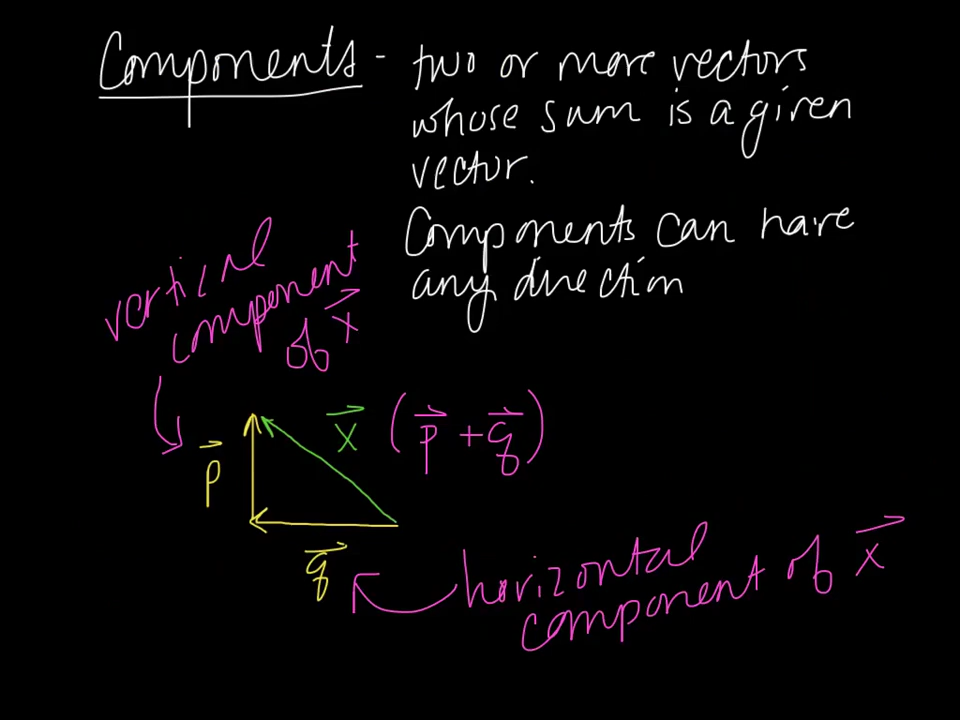 Components - two or more vectors
whose sum is a given
vector.
Components can have
any direction
vertical
component
of x⃗
x⃗ (p⃗ + q⃗)
p⃗
q⃗
horizontal
component of x⃗